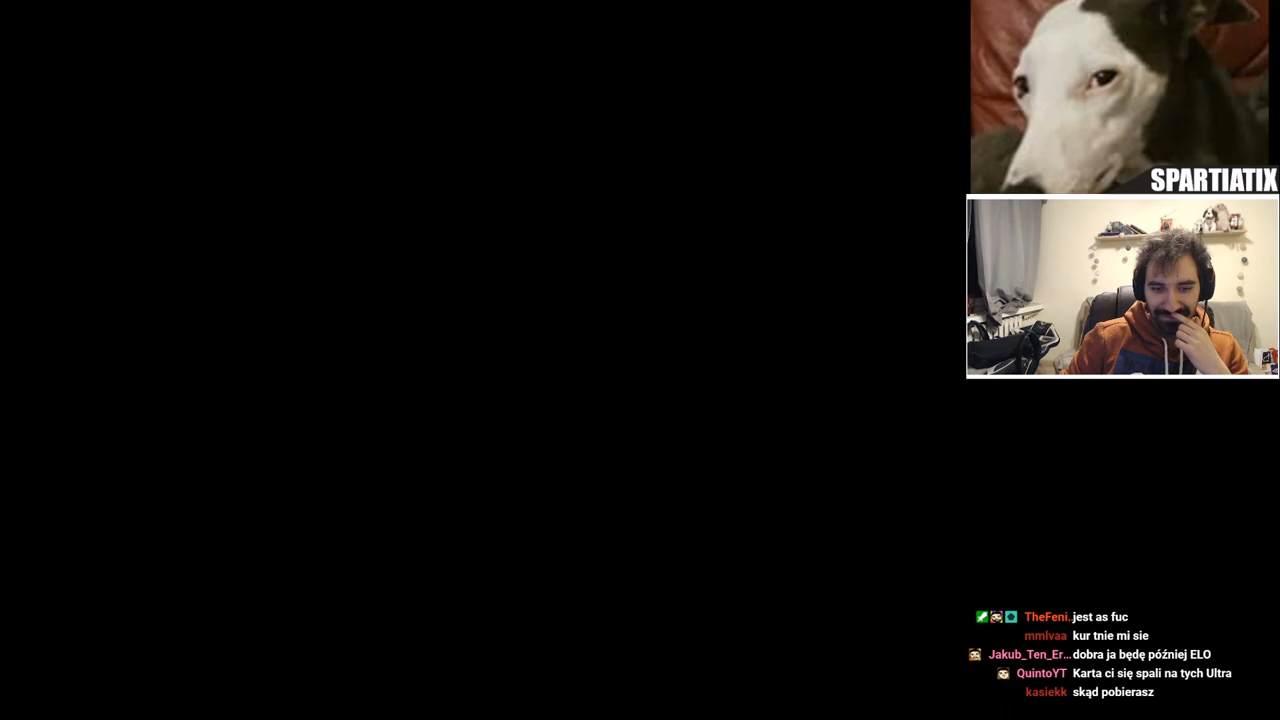 SPARTIATIX
TheFeni.. jest as fuc
mmlvaa kur tnie mi sie
Jakub_Ten_Er... dobra ja będę później ELO
QuintoYT Karta ci się spali na tych Ultra
kasiekk skąd pobierasz